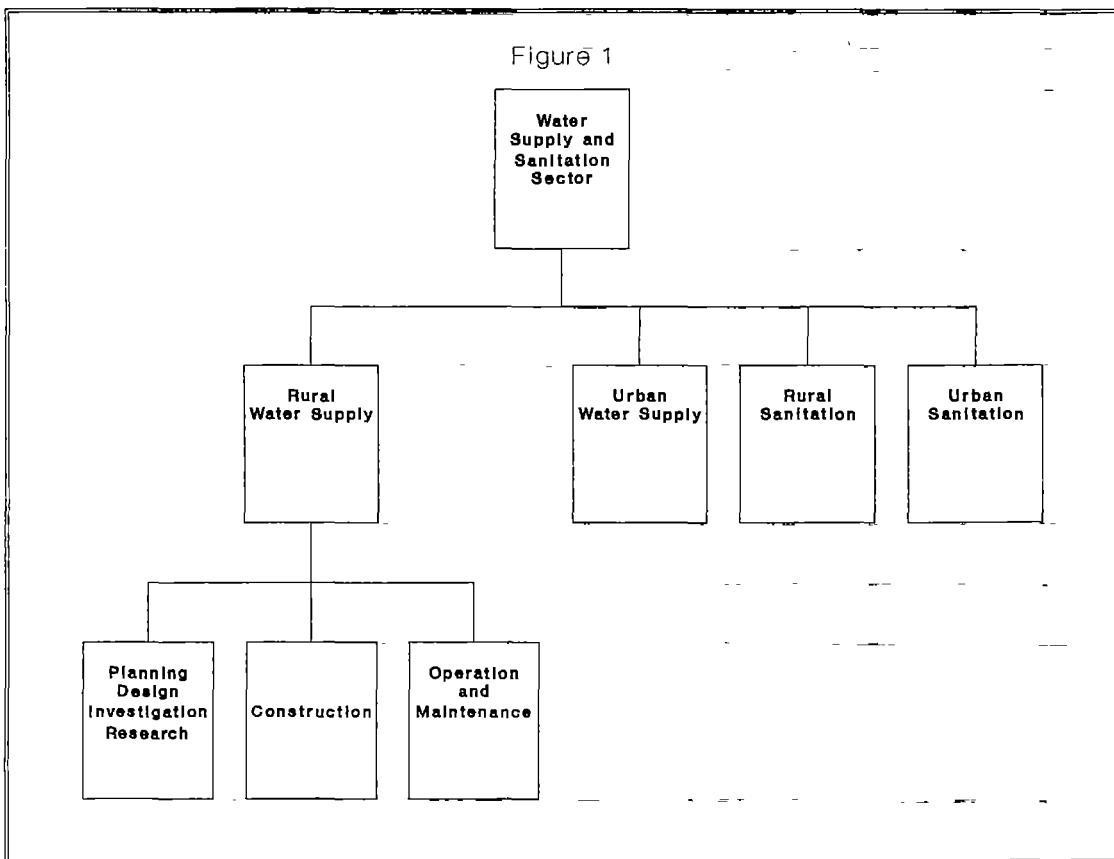 Figure 1
Water
Supply and
Sanitation
Sector
Rural
Water Supply
Urban
Water Supply
Rural
Sanitation
Urban
Sanitation
Planning
Design
Investigation
Research
Construction
Operation
and
Maintenance